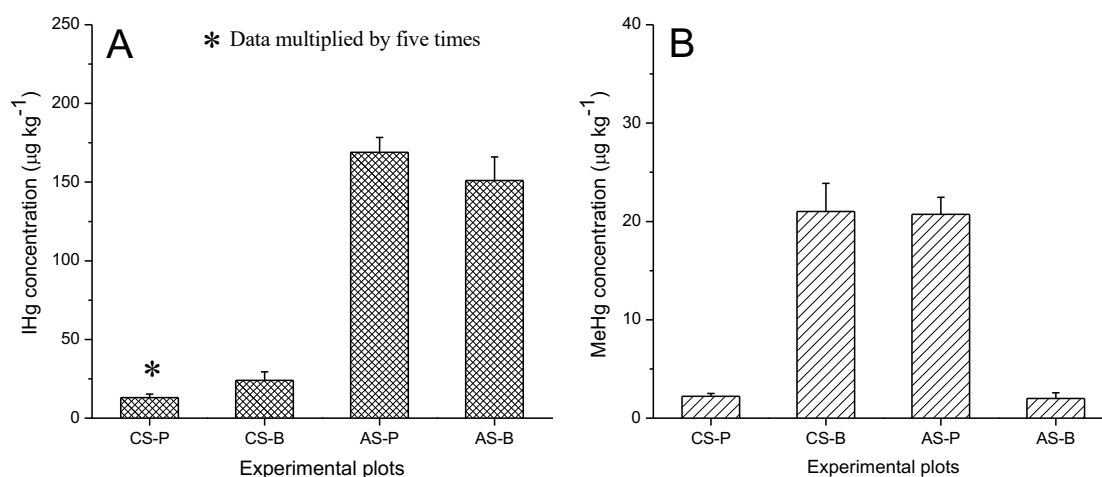 A
* Data multiplied by five times
IHg concentration (μg kg⁻¹)
250
200
150
100
50
0
*
CS-P CS-B AS-P AS-B
Experimental plots
B
MeHg concentration (μg kg⁻¹)
40
30
20
10
0
CS-P CS-B AS-P AS-B
Experimental plots